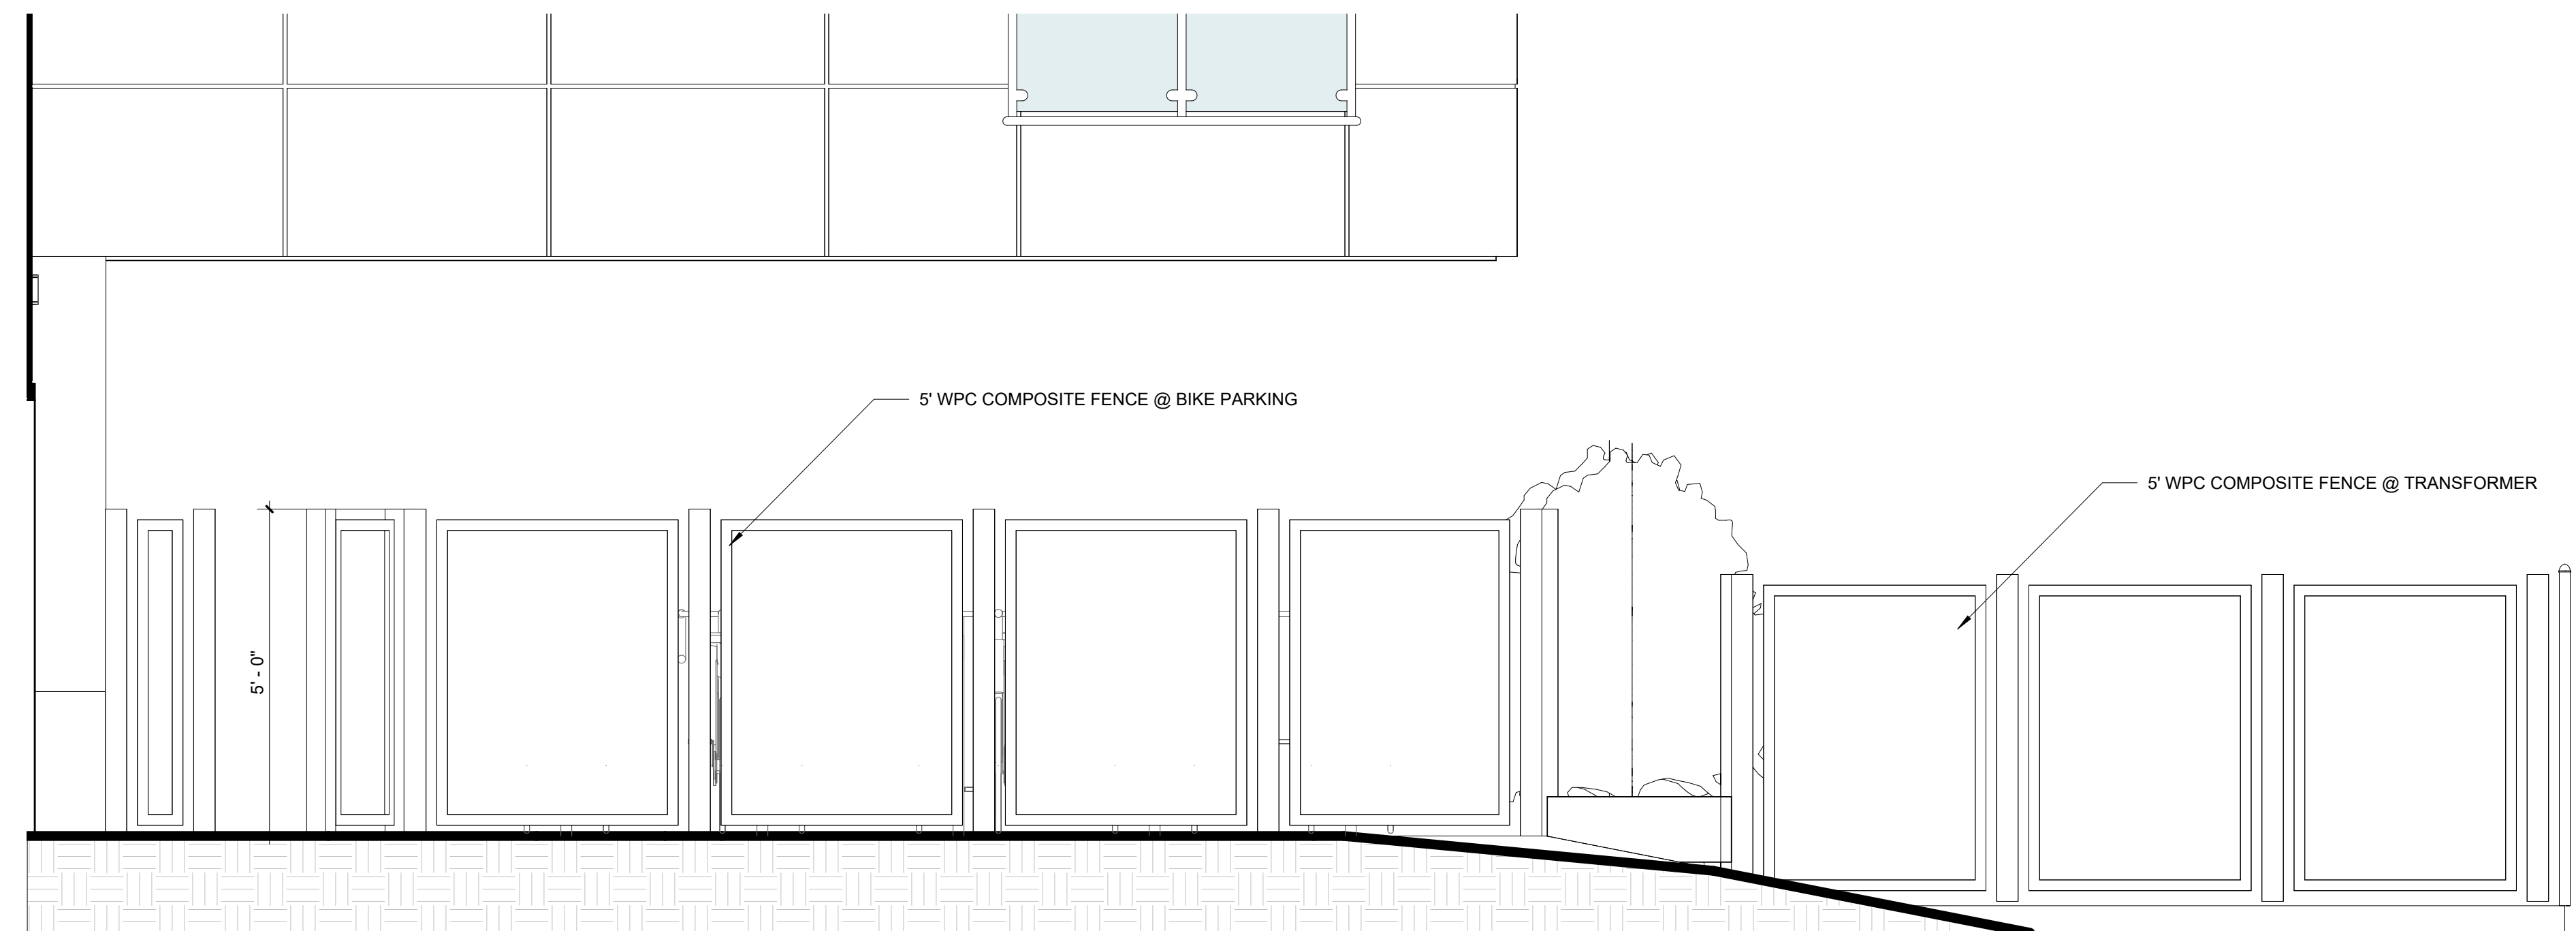 5' WPC COMPOSITE FENCE @ BIKE PARKING
5' WPC COMPOSITE FENCE @ TRANSFORMER
5' - 0"